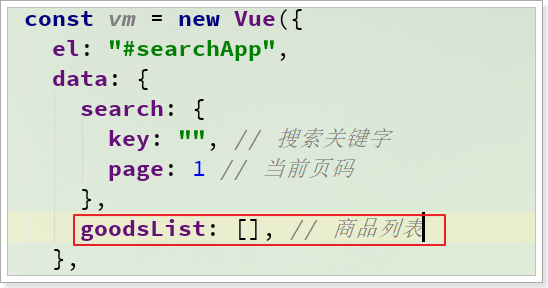 const vm = new Vue({
el: "#searchApp",
data: {
search: {
key: "", // 搜索关键字
page: 1 // 当前页码
},
goodsList: [], // 商品列表
},